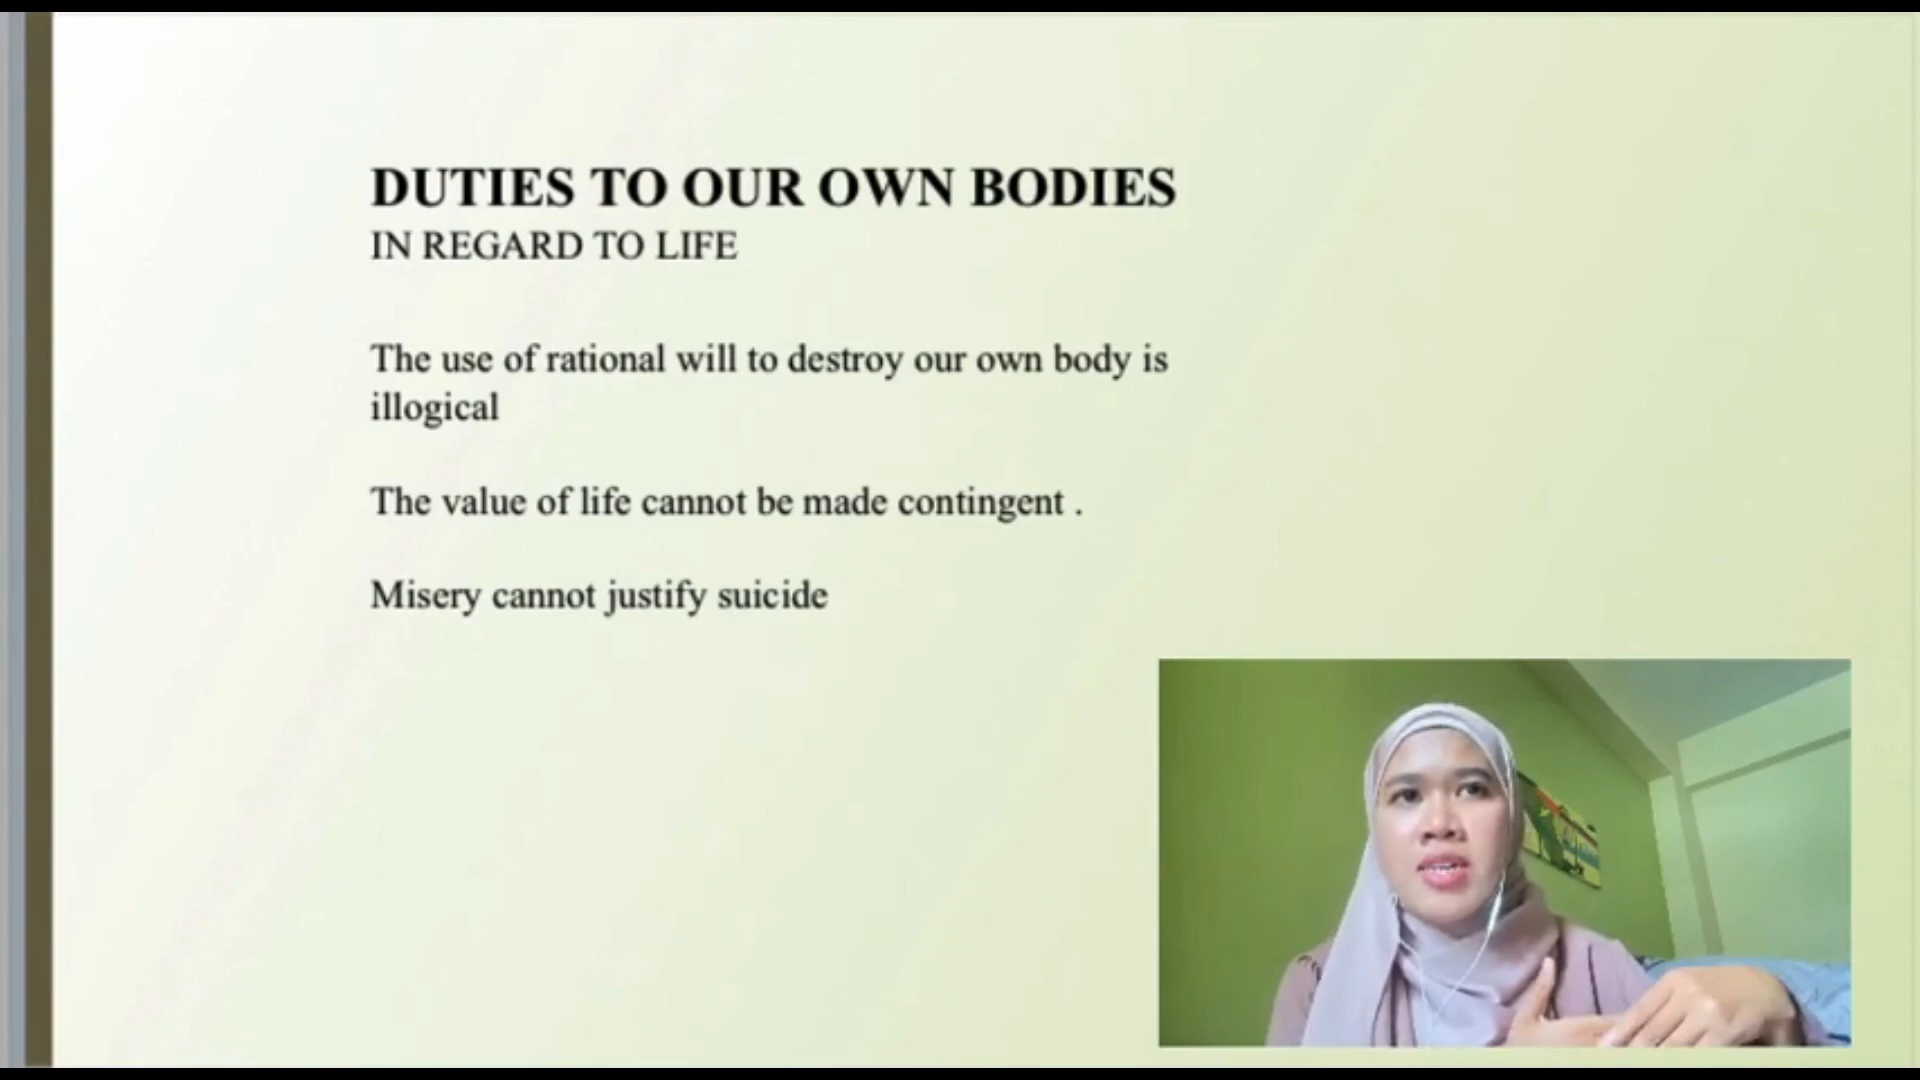 DUTIES TO OUR OWN BODIES
IN REGARD TO LIFE
The use of rational will to destroy our own body is
illogical
The value of life cannot be made contingent .
Misery cannot justify suicide